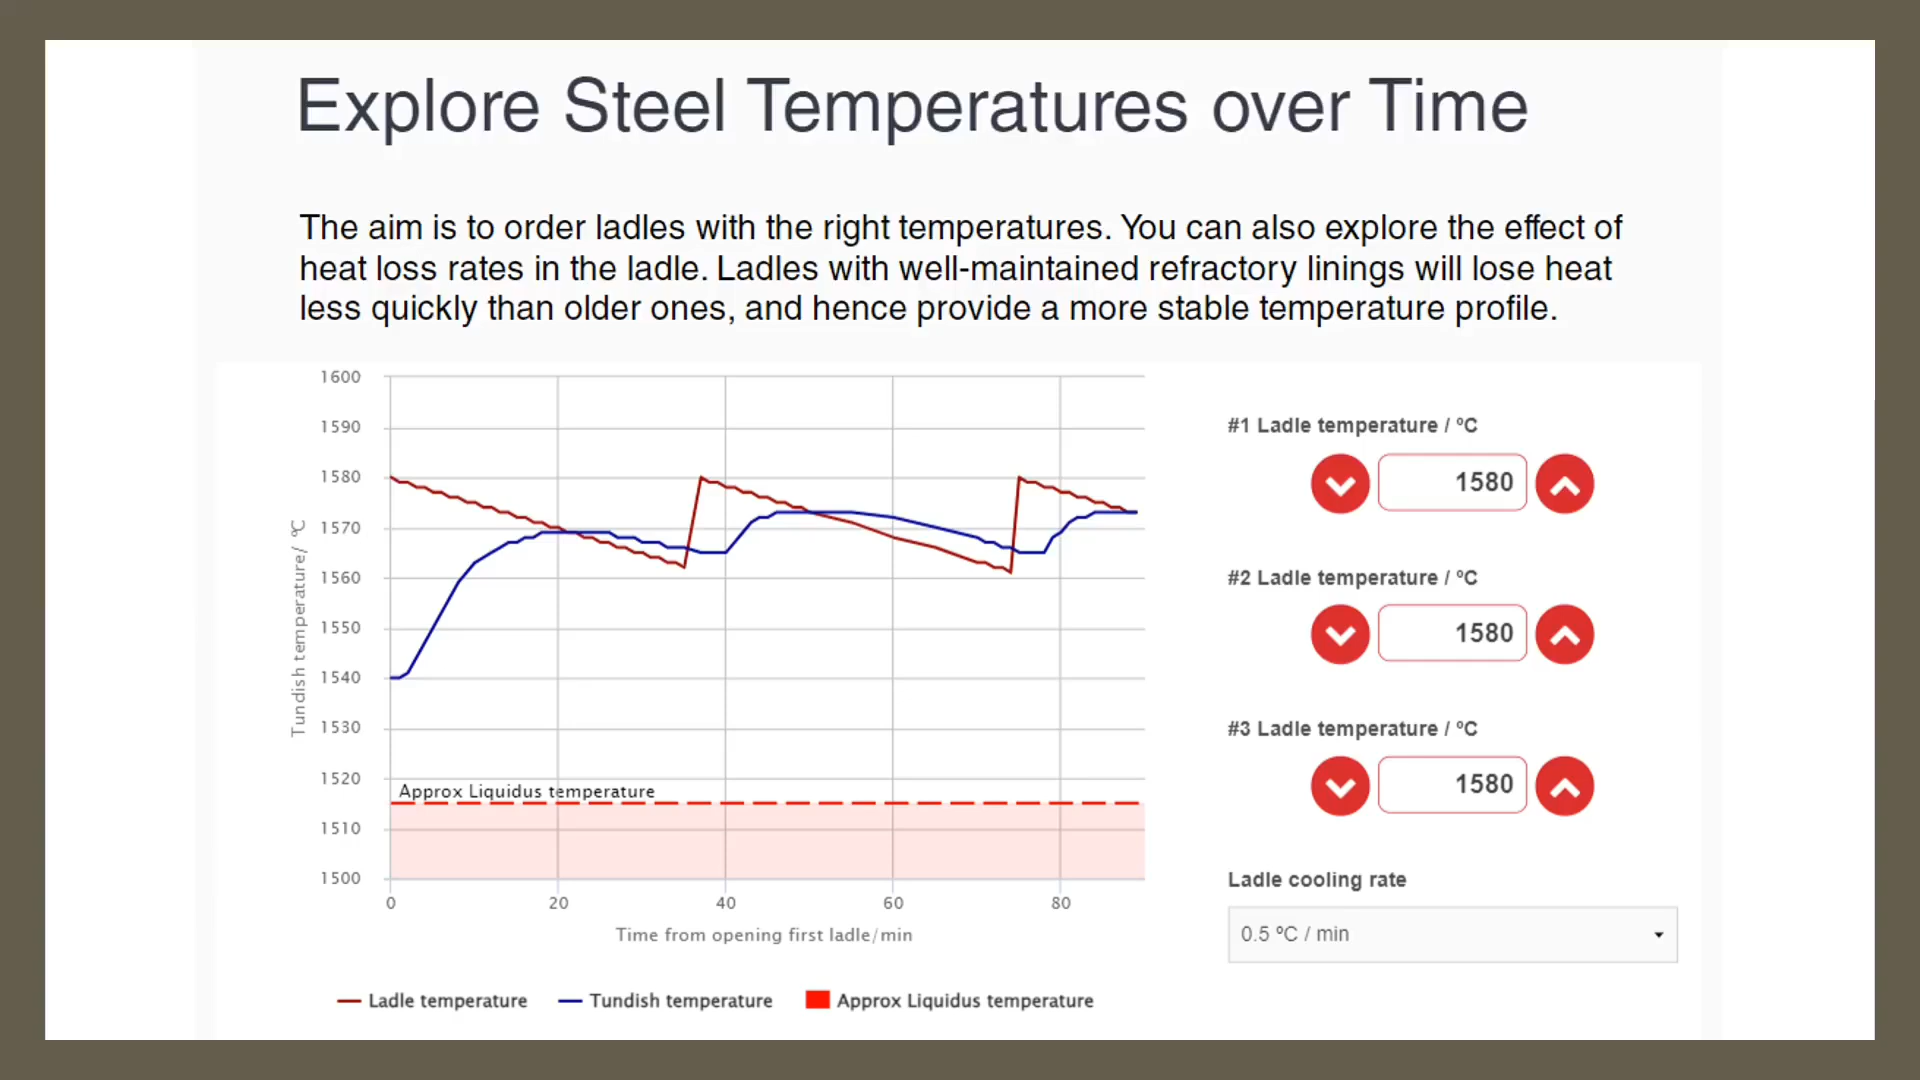 Explore Steel Temperatures over Time
The aim is to order ladles with the right temperatures. You can also explore the effect of
heat loss rates in the ladle. Ladles with well-maintained refractory linings will lose heat
less quickly than older ones, and hence provide a more stable temperature profile.
1600
1590
1580
1570
1560
1550
1540
1530
1520
1510
1500
Tundish temperature/ ºC
Approx Liquidus temperature
0 20 40 60 80
Time from opening first ladle/min
Ladle temperature Tundish temperature Approx Liquidus temperature
#1 Ladle temperature / ºC
1580
#2 Ladle temperature / ºC
1580
#3 Ladle temperature / ºC
1580
Ladle cooling rate
0.5 ºC / min